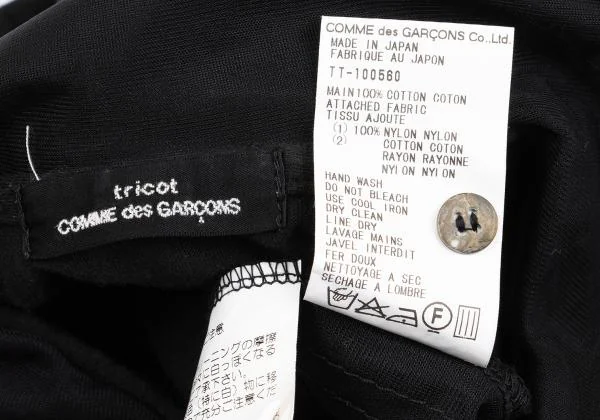 tricot
COMME des GARÇONS
COMME des GARÇONS Co., Ltd.
MADE IN JAPAN
FABRIQUE AU JAPON
TT-100560
MAIN100% COTTON COTON
ATTACHED FABRIC
TISSU AJOUTE
(1) 100% NYLON NYLON
(2) COTTON COTON
RAYON RAYONNE
NYLON NYLON
HAND WASH
DO NOT BLEACH
USE COOL IRON
DRY CLEAN
LINE DRY
LAVAGE MAINS
JAVEL INTERDIT
FER DOUX
NETTOYAGE A SEC
SECHAGE A LOMBRE
F